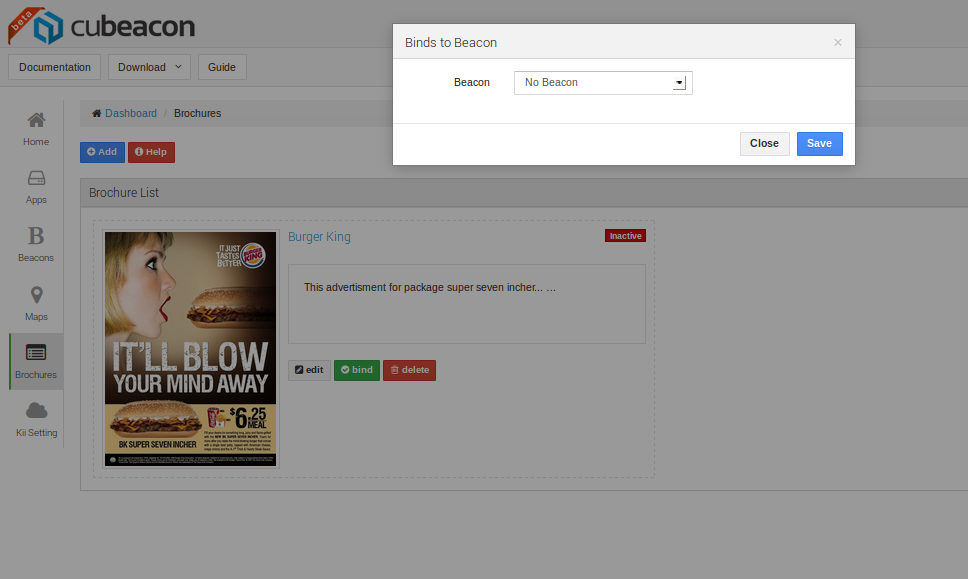 beta
cubeacon
Binds to Beacon
×
Beacon
No Beacon
Close
Save
Documentation
Download
Guide
Dashboard / Brochures
Add
Help
Home
Apps
B
Beacons
Maps
Brochures
Kii Setting
Brochure List
Burger King
Inactive
This advertisment for package super seven incher... ...
edit
bind
delete
IT JUST
TASTES
BETTER
BURGER
KING
IT'LL BLOW
YOUR MIND AWAY
$6.25
MEAL
BK SUPER SEVEN INCHER